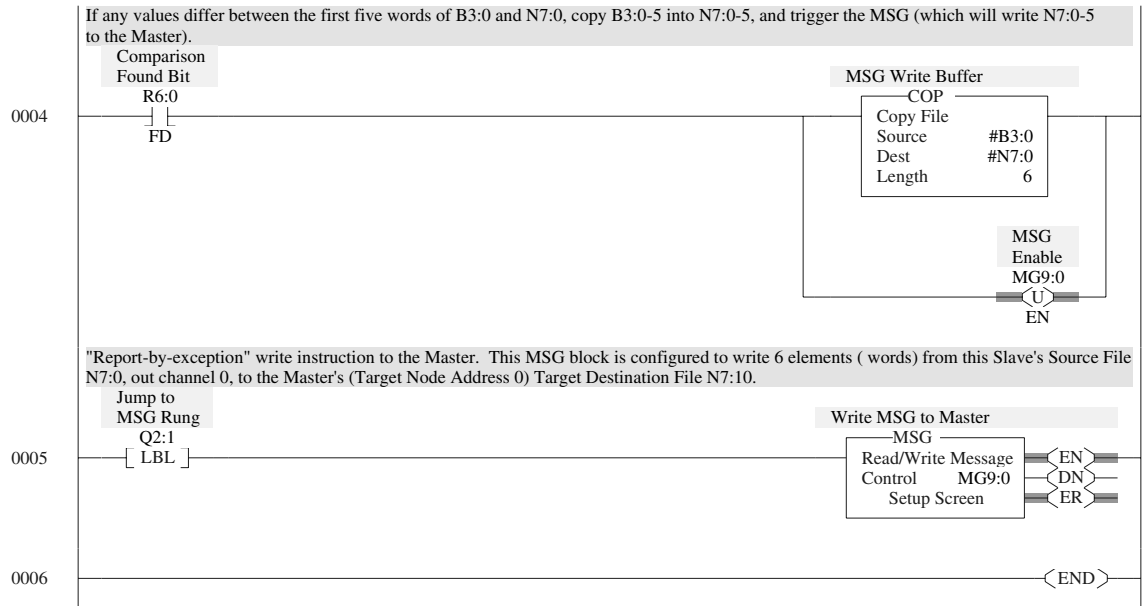 If any values differ between the first five words of B3:0 and N7:0, copy B3:0-5 into N7:0-5, and trigger the MSG (which will write N7:0-5
to the Master).
Comparison
Found Bit
R6:0
FD
0004
MSG Write Buffer
COP
Copy File
Source #B3:0
Dest #N7:0
Length 6
MSG
Enable
MG9:0
U
EN
"Report-by-exception" write instruction to the Master. This MSG block is configured to write 6 elements ( words) from this Slave's Source File
N7:0, out channel 0, to the Master's (Target Node Address 0) Target Destination File N7:10.
Jump to
MSG Rung
Q2:1
LBL
0005
Write MSG to Master
MSG
Read/Write Message
Control MG9:0
Setup Screen
EN
DN
ER
0006
END